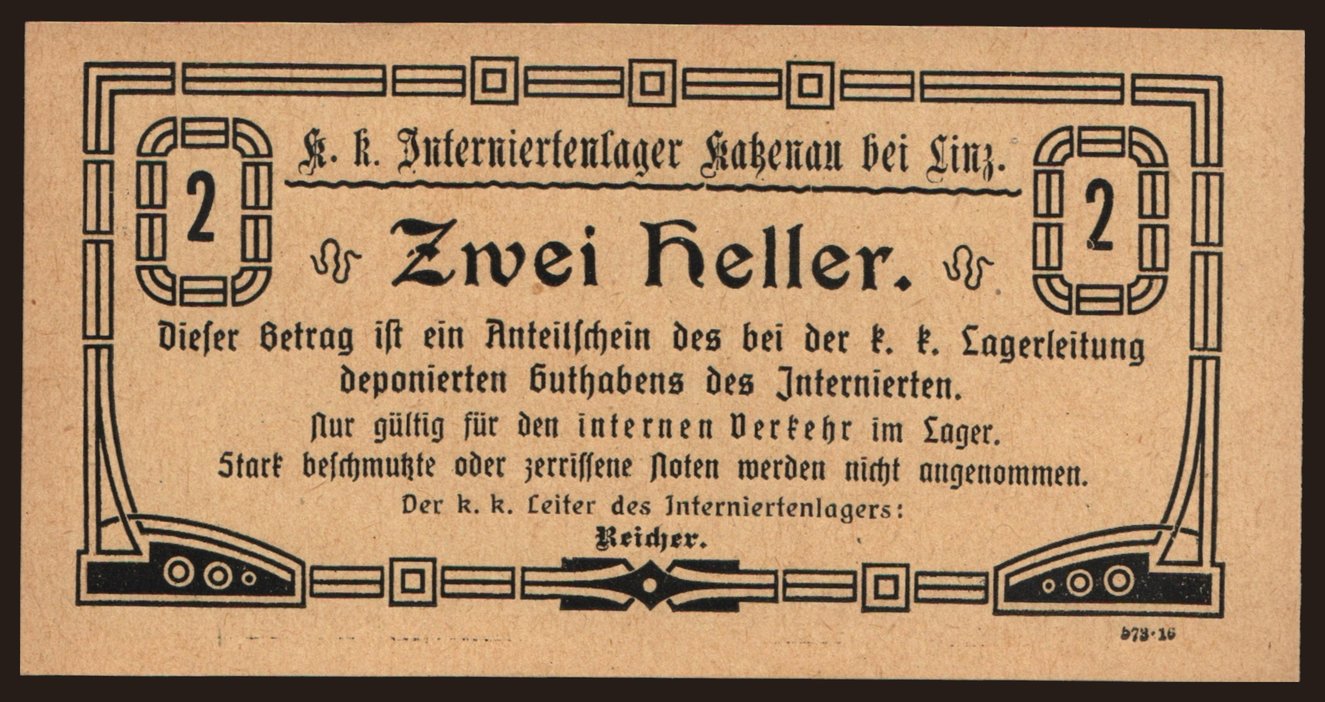 K. k. Interniertenlager Katzenau bei Linz.
2
Zwei Heller.
2
Dieser Betrag ist ein Anteilschein des bei der k. k. Lagerleitung
deponierten Guthabens des Internierten.
Nur gültig für den internen Verkehr im Lager.
Stark beschmutzte oder zerrissene Noten werden nicht angenommen.
Der k. k. Leiter des Interniertenlagers:
Reicher.
573·16